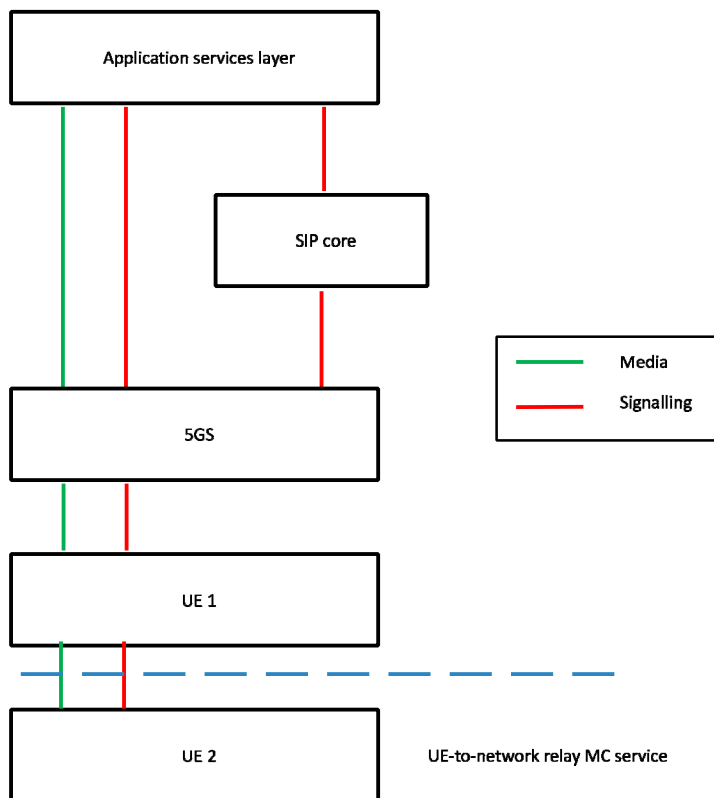 Application services layer
SIP core
Media
Signalling
5GS
UE 1
UE 2
UE-to-network relay MC service